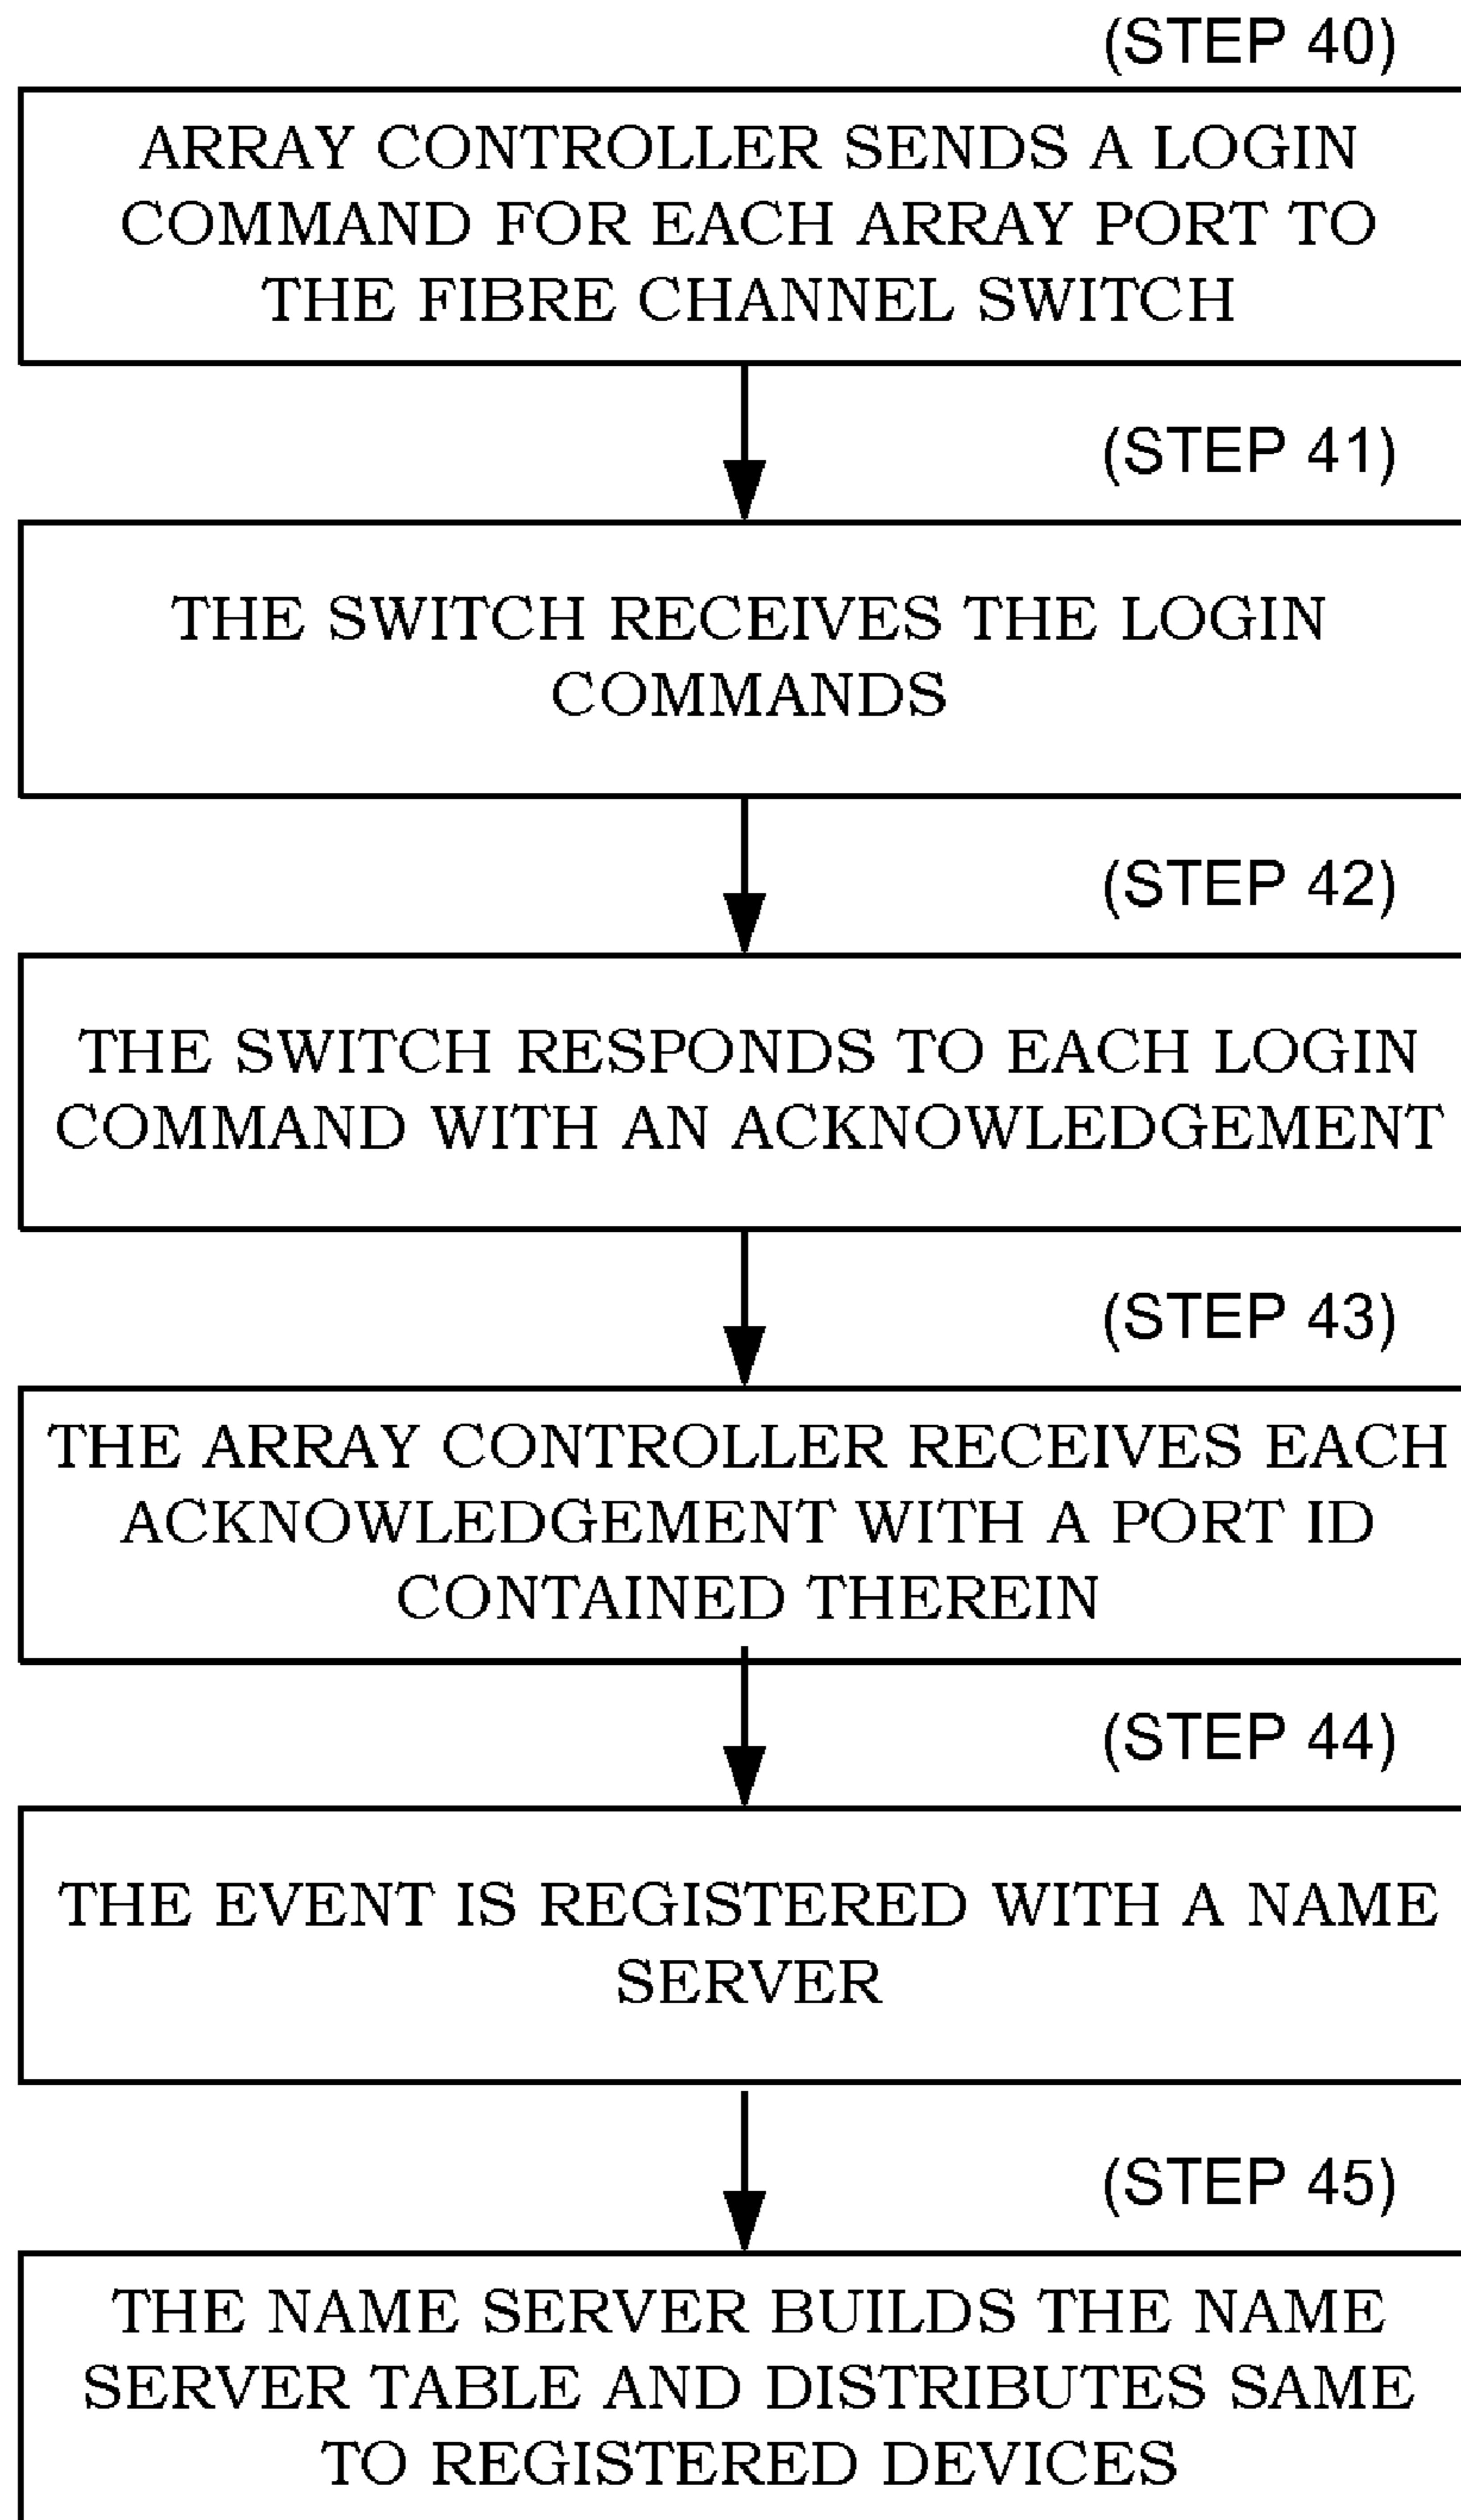 (STEP 40)
ARRAY CONTROLLER SENDS A LOGIN
COMMAND FOR EACH ARRAY PORT TO
THE FIBRE CHANNEL SWITCH
(STEP 41)
THE SWITCH RECEIVES THE LOGIN
COMMANDS
(STEP 42)
THE SWITCH RESPONDS TO EACH LOGIN
COMMAND WITH AN ACKNOWLEDGEMENT
(STEP 43)
THE ARRAY CONTROLLER RECEIVES EACH
ACKNOWLEDGEMENT WITH A PORT ID
CONTAINED THEREIN
(STEP 44)
THE EVENT IS REGISTERED WITH A NAME
SERVER
(STEP 45)
THE NAME SERVER BUILDS THE NAME
SERVER TABLE AND DISTRIBUTES SAME
TO REGISTERED DEVICES